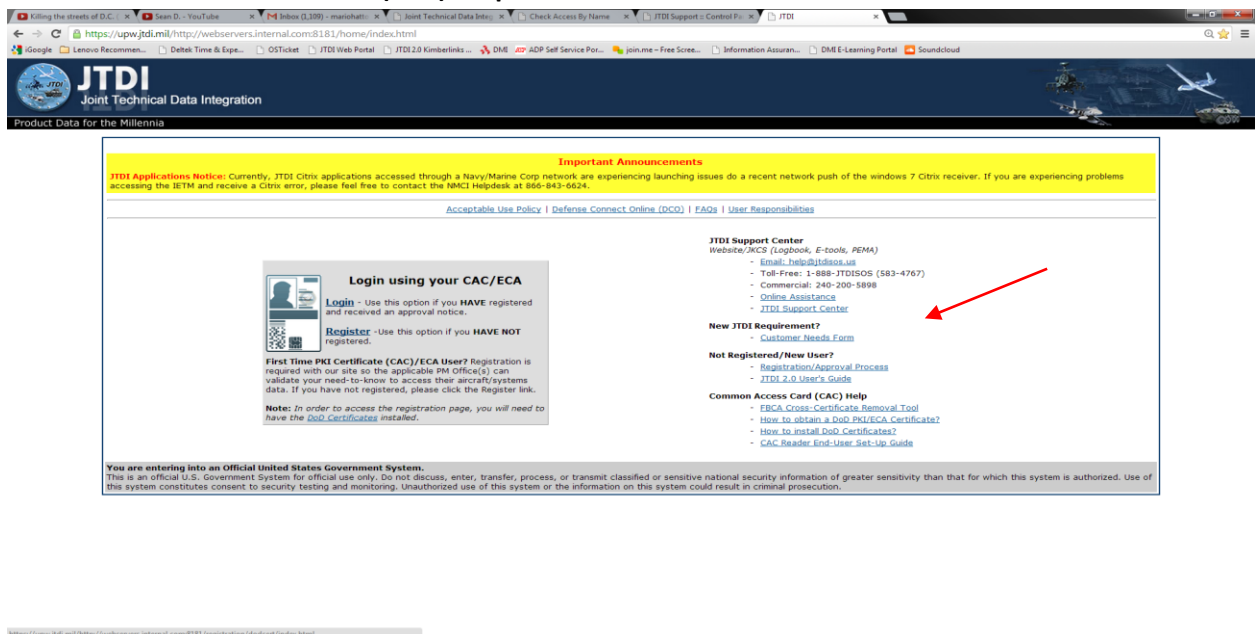 Killing the streets of D.C. | Sean D. - YouTube Inbox (1,109) - mariohatt Joint Technical Data Integ Check Access By Name JTDI Support :: Control Pa JTDI
https://upw.jtdi.mil/http://webservers.internal.com:8181/home/index.html
iGoogle Lenovo Recommen... Deltek Time & Expe... OSTicket JTDI Web Portal JTDI 2.0 Kimberlinks ... DMI ADP Self Service Por... join.me – Free Scree... Information Assuran... DMI E-Learning Portal Soundcloud
JTDI
JTDI
Joint Technical Data Integration
Product Data for the Millennia
Important Announcements
JTDI Applications Notice: Currently, JTDI Citrix applications accessed through a Navy/Marine Corp network are experiencing launching issues do a recent network push of the windows 7 Citrix receiver. If you are experiencing problems
accessing the IETM and receive a Citrix error, please feel free to contact the NMCI Helpdesk at 866-843-6624.
Acceptable Use Policy | Defense Connect Online (DCO) | FAQs | User Responsibilities
Login using your CAC/ECA
Login - Use this option if you HAVE registered
and received an approval notice.
Register -Use this option if you HAVE NOT
registered.
First Time PKI Certificate (CAC)/ECA User? Registration is
required with our site so the applicable PM Office(s) can
validate your need-to-know to access their aircraft/systems
data. If you have not registered, please click the Register link.
Note: In order to access the registration page, you will need to
have the DoD Certificates installed.
JTDI Support Center
Website/JKCS (Logbook, E-tools, PEMA)
- Email: help@jtdisos.us
- Toll-Free: 1-888-JTDISOS (583-4767)
- Commercial: 240-200-5898
- Online Assistance
- JTDI Support Center
New JTDI Requirement?
- Customer Needs Form
Not Registered/New User?
- Registration/Approval Process
- JTDI 2.0 User's Guide
Common Access Card (CAC) Help
- FBCA Cross-Certificate Removal Tool
- How to obtain a DoD PKI/ECA Certificate?
- How to install DoD Certificates?
- CAC Reader End-User Set-Up Guide
You are entering into an Official United States Government System.
This is an official U.S. Government System for official use only. Do not discuss, enter, transfer, process, or transmit classified or sensitive national security information of greater sensitivity than that for which this system is authorized. Use of
this system constitutes consent to security testing and monitoring. Unauthorized use of this system or the information on this system could result in criminal prosecution.